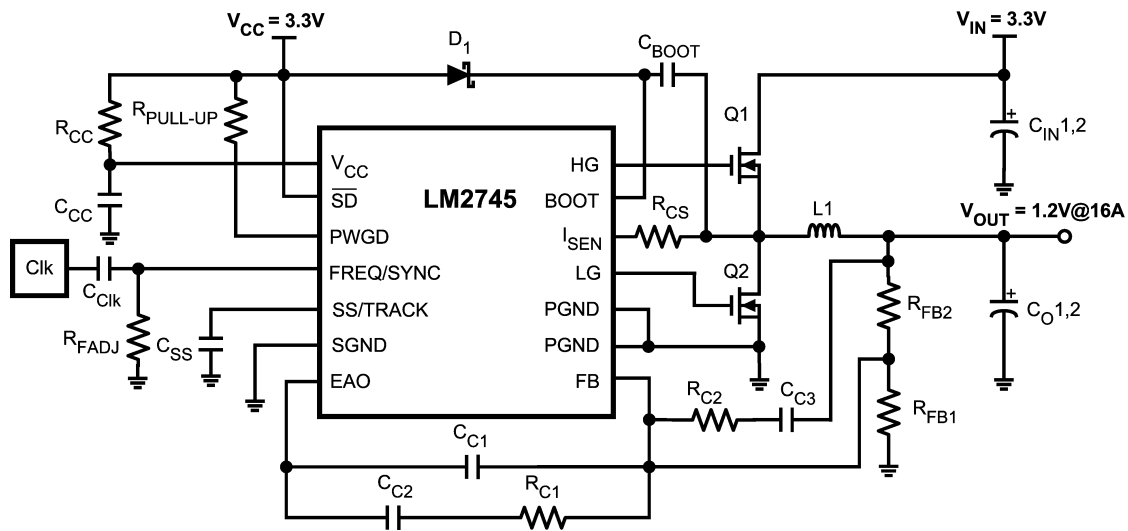 VCC = 3.3V
VIN = 3.3V
D1
CBOOT
RCC
RPULL-UP
Q1
CIN1,2
VCC
HG
LM2745
CCC
SD
BOOT
RCS
L1
VOUT = 1.2V@16A
PWGD
ISEN
Clk
CClk
FREQ/SYNC
LG
Q2
RFADJ
CSS
SS/TRACK
PGND
RFB2
CO1,2
SGND
PGND
EAO
FB
RC2
CC3
RFB1
CC1
CC2
RC1